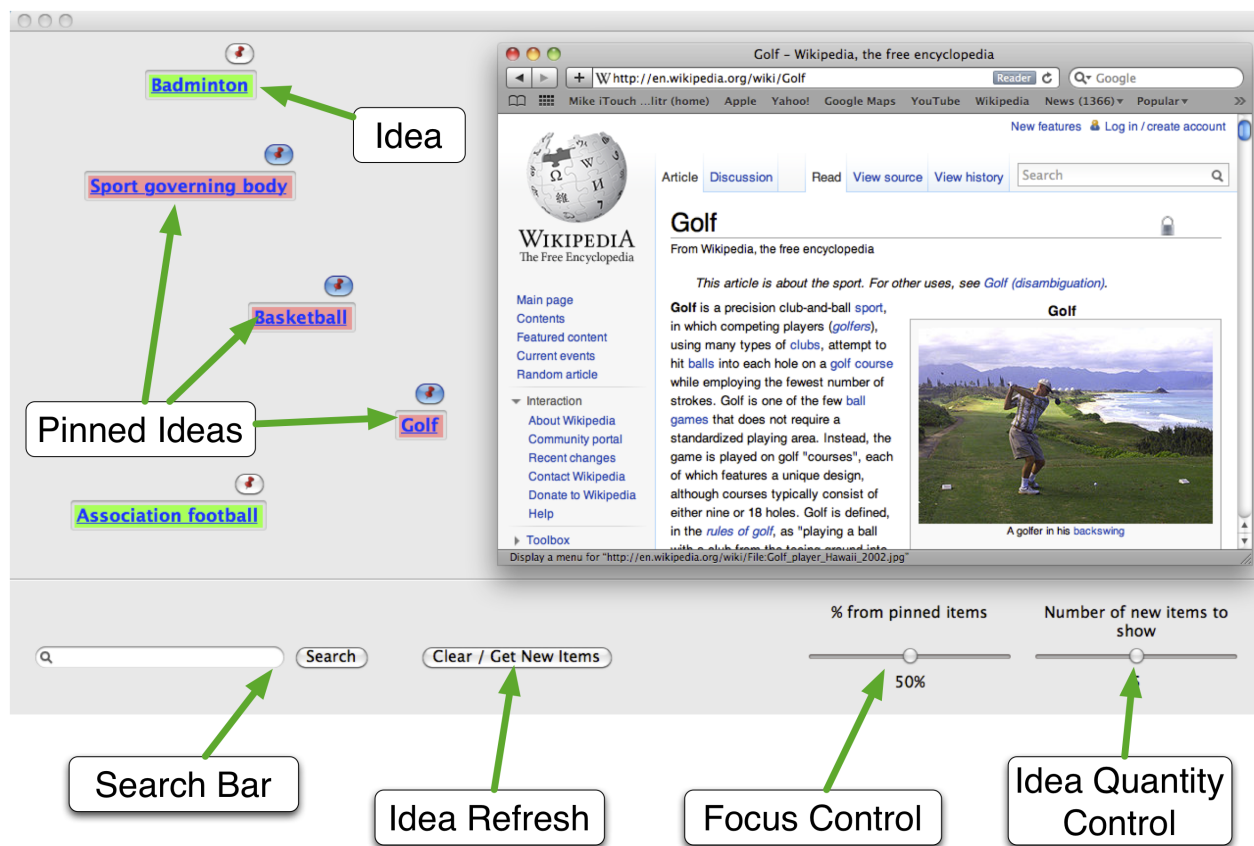 Badminton
Idea
Sport governing body
Basketball
Pinned Ideas
Golf
Association football
Golf – Wikipedia, the free encyclopedia
W http://en.wikipedia.org/wiki/Golf
Reader
Google
Mike iTouch ...litr (home) Apple Yahoo! Google Maps YouTube Wikipedia News (1366) Popular
New features Log in / create account
Article Discussion Read View source View history Search
WIKIPEDIA
The Free Encyclopedia
Main page
Contents
Featured content
Current events
Random article
Interaction
About Wikipedia
Community portal
Recent changes
Contact Wikipedia
Donate to Wikipedia
Help
Toolbox
Golf
From Wikipedia, the free encyclopedia
This article is about the sport. For other uses, see Golf (disambiguation).
Golf is a precision club-and-ball sport,
in which competing players (golfers),
using many types of clubs, attempt to
hit balls into each hole on a golf course
while employing the fewest number of
strokes. Golf is one of the few ball
games that does not require a
standardized playing area. Instead, the
game is played on golf "courses", each
of which features a unique design,
although courses typically consist of
either nine or 18 holes. Golf is defined,
in the rules of golf, as "playing a ball
with a club from the teeing ground into
Golf
A golfer in his backswing
Display a menu for "http://en.wikipedia.org/wiki/File:Golf_player_Hawaii_2002.jpg"
Search
Clear / Get New Items
% from pinned items
50%
Number of new items to
show
Search Bar
Idea Refresh
Focus Control
Idea Quantity
Control